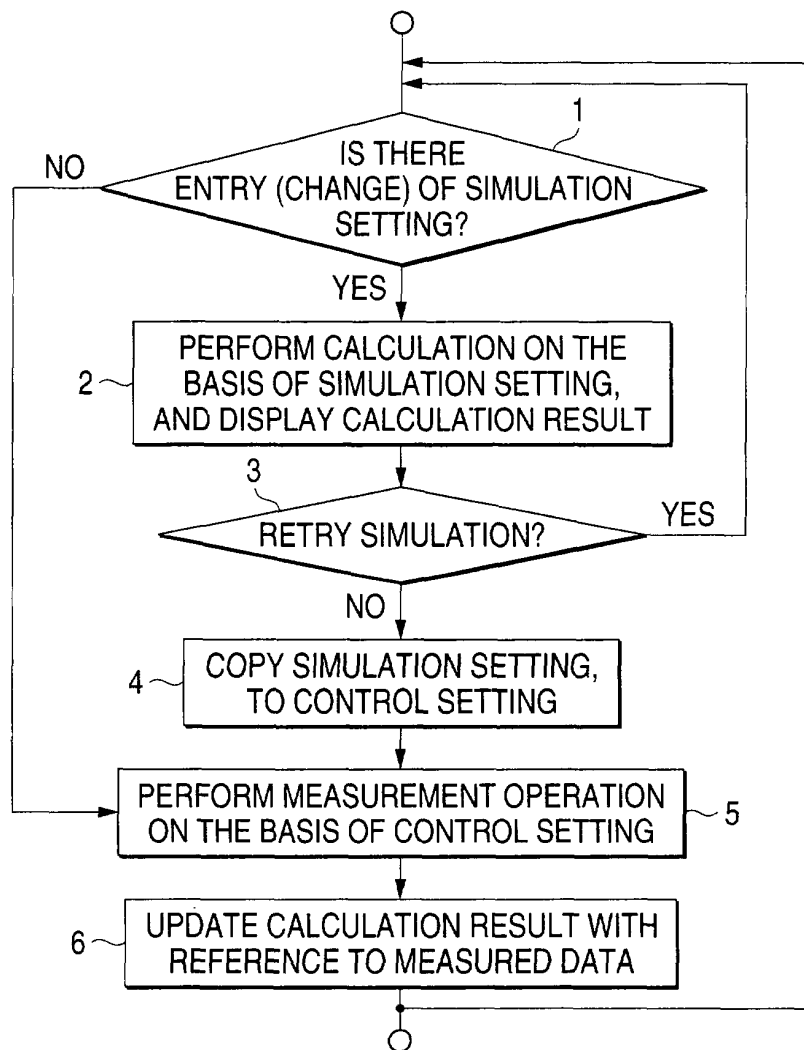 1
IS THERE
NO
ENTRY (CHANGE) OF SIMULATION
SETTING?
YES
2
PERFORM CALCULATION ON THE
BASIS OF SIMULATION SETTING,
AND DISPLAY CALCULATION RESULT
3
RETRY SIMULATION?
YES
NO
4
COPY SIMULATION SETTING,
TO CONTROL SETTING
PERFORM MEASUREMENT OPERATION
ON THE BASIS OF CONTROL SETTING
5
6
UPDATE CALCULATION RESULT WITH
REFERENCE TO MEASURED DATA